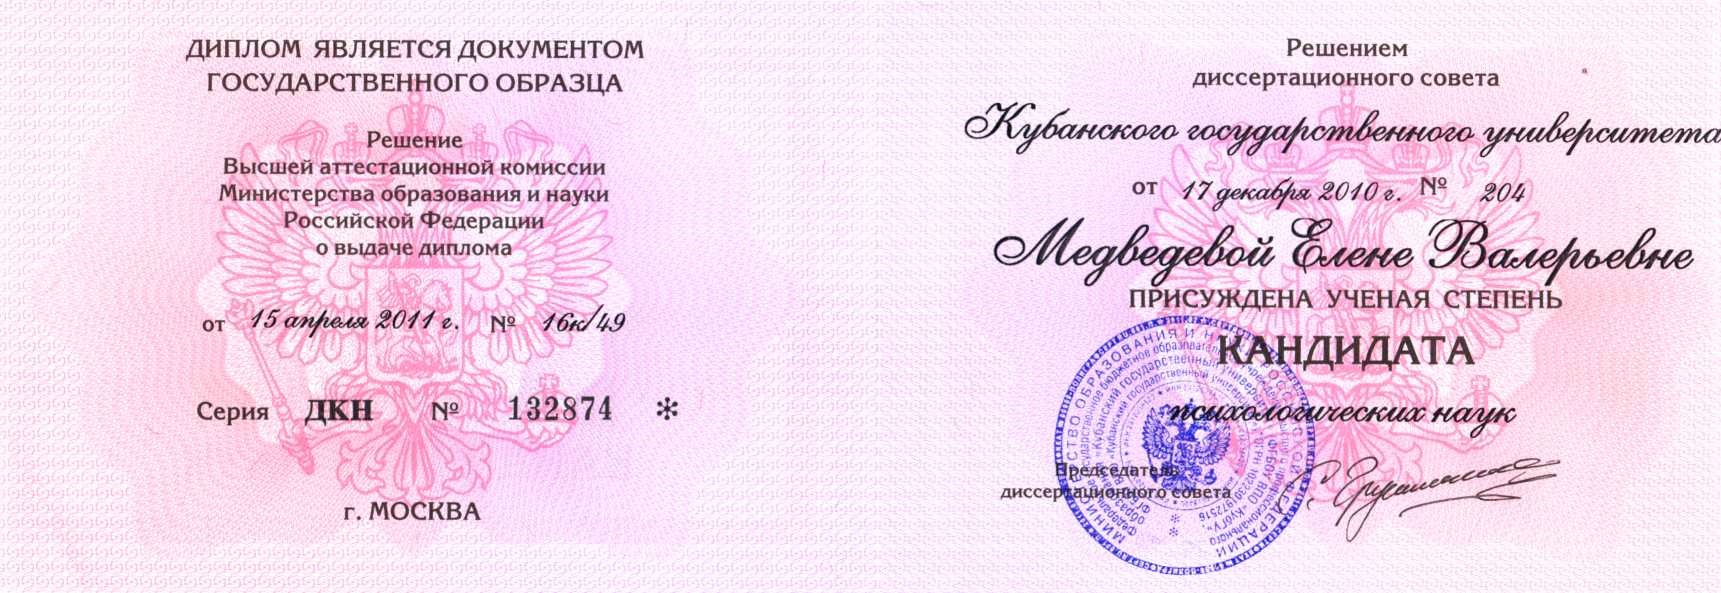 ДИПЛОМ ЯВЛЯЕТСЯ ДОКУМЕНТОМ
ГОСУДАРСТВЕННОГО ОБРАЗЦА
Решение
Высшей аттестационной комиссии
Министерства образования и науки
Российской Федерации
о выдаче диплома
от 15 апреля 2011 г. № 16к/49
Серия ДКН № 132874 *
г. МОСКВА
Решением
диссертационного совета
Кубанского государственного университета
от 17 декабря 2010 г. № 204
Медведевой Елене Валерьевне
ПРИСУЖДЕНА УЧЕНАЯ СТЕПЕНЬ
КАНДИДАТА
психологических наук
Председатель
диссертационного совета